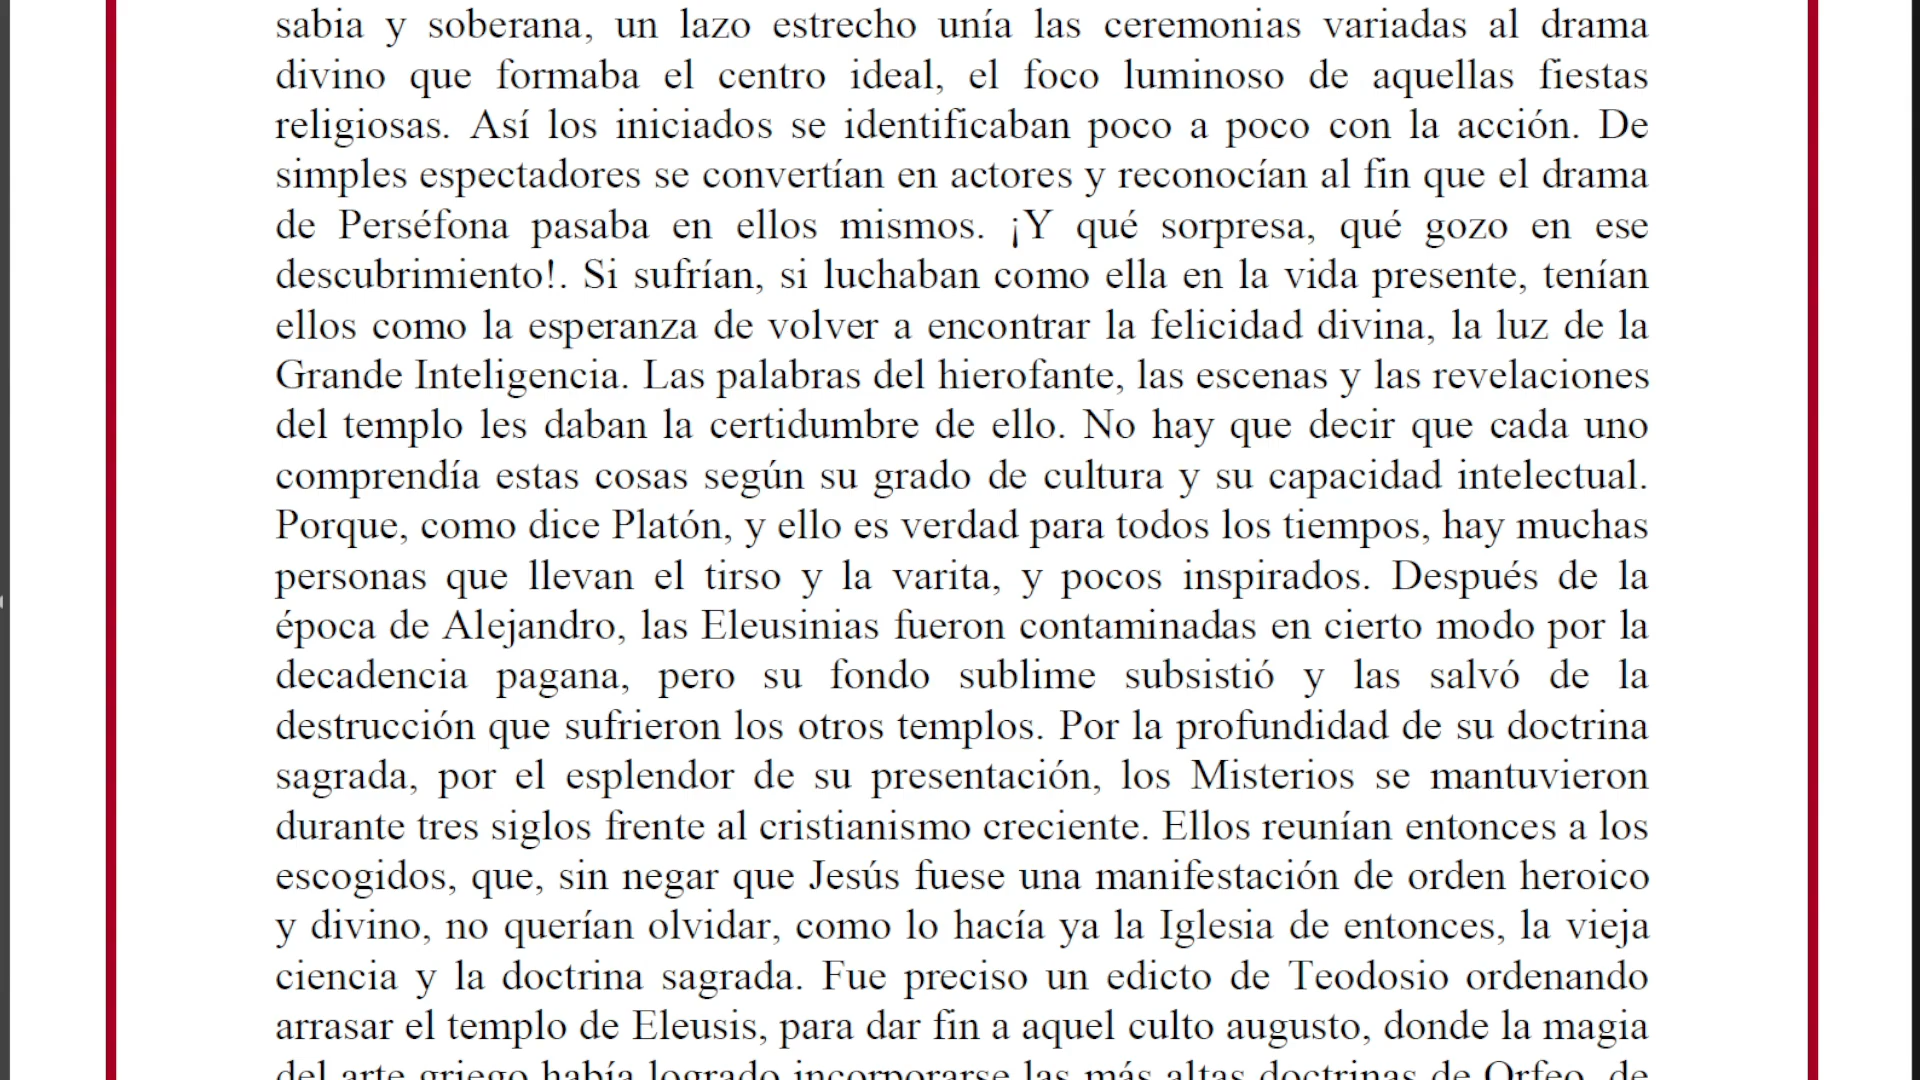 sabia y soberana, un lazo estrecho unía las ceremonias variadas al drama
divino que formaba el centro ideal, el foco luminoso de aquellas fiestas
religiosas. Así los iniciados se identificaban poco a poco con la acción. De
simples espectadores se convertían en actores y reconocían al fin que el drama
de Perséfona pasaba en ellos mismos. ¡Y qué sorpresa, qué gozo en ese
descubrimiento!. Si sufrían, si luchaban como ella en la vida presente, tenían
ellos como la esperanza de volver a encontrar la felicidad divina, la luz de la
Grande Inteligencia. Las palabras del hierofante, las escenas y las revelaciones
del templo les daban la certidumbre de ello. No hay que decir que cada uno
comprendía estas cosas según su grado de cultura y su capacidad intelectual.
Porque, como dice Platón, y ello es verdad para todos los tiempos, hay muchas
personas que llevan el tirso y la varita, y pocos inspirados. Después de la
época de Alejandro, las Eleusinias fueron contaminadas en cierto modo por la
decadencia pagana, pero su fondo sublime subsistió y las salvó de la
destrucción que sufrieron los otros templos. Por la profundidad de su doctrina
sagrada, por el esplendor de su presentación, los Misterios se mantuvieron
durante tres siglos frente al cristianismo creciente. Ellos reunían entonces a los
escogidos, que, sin negar que Jesús fuese una manifestación de orden heroico
y divino, no querían olvidar, como lo hacía ya la Iglesia de entonces, la vieja
ciencia y la doctrina sagrada. Fue preciso un edicto de Teodosio ordenando
arrasar el templo de Eleusis, para dar fin a aquel culto augusto, donde la magia
del arte griego había logrado incorporarse las más altas doctrinas de Orfeo, de